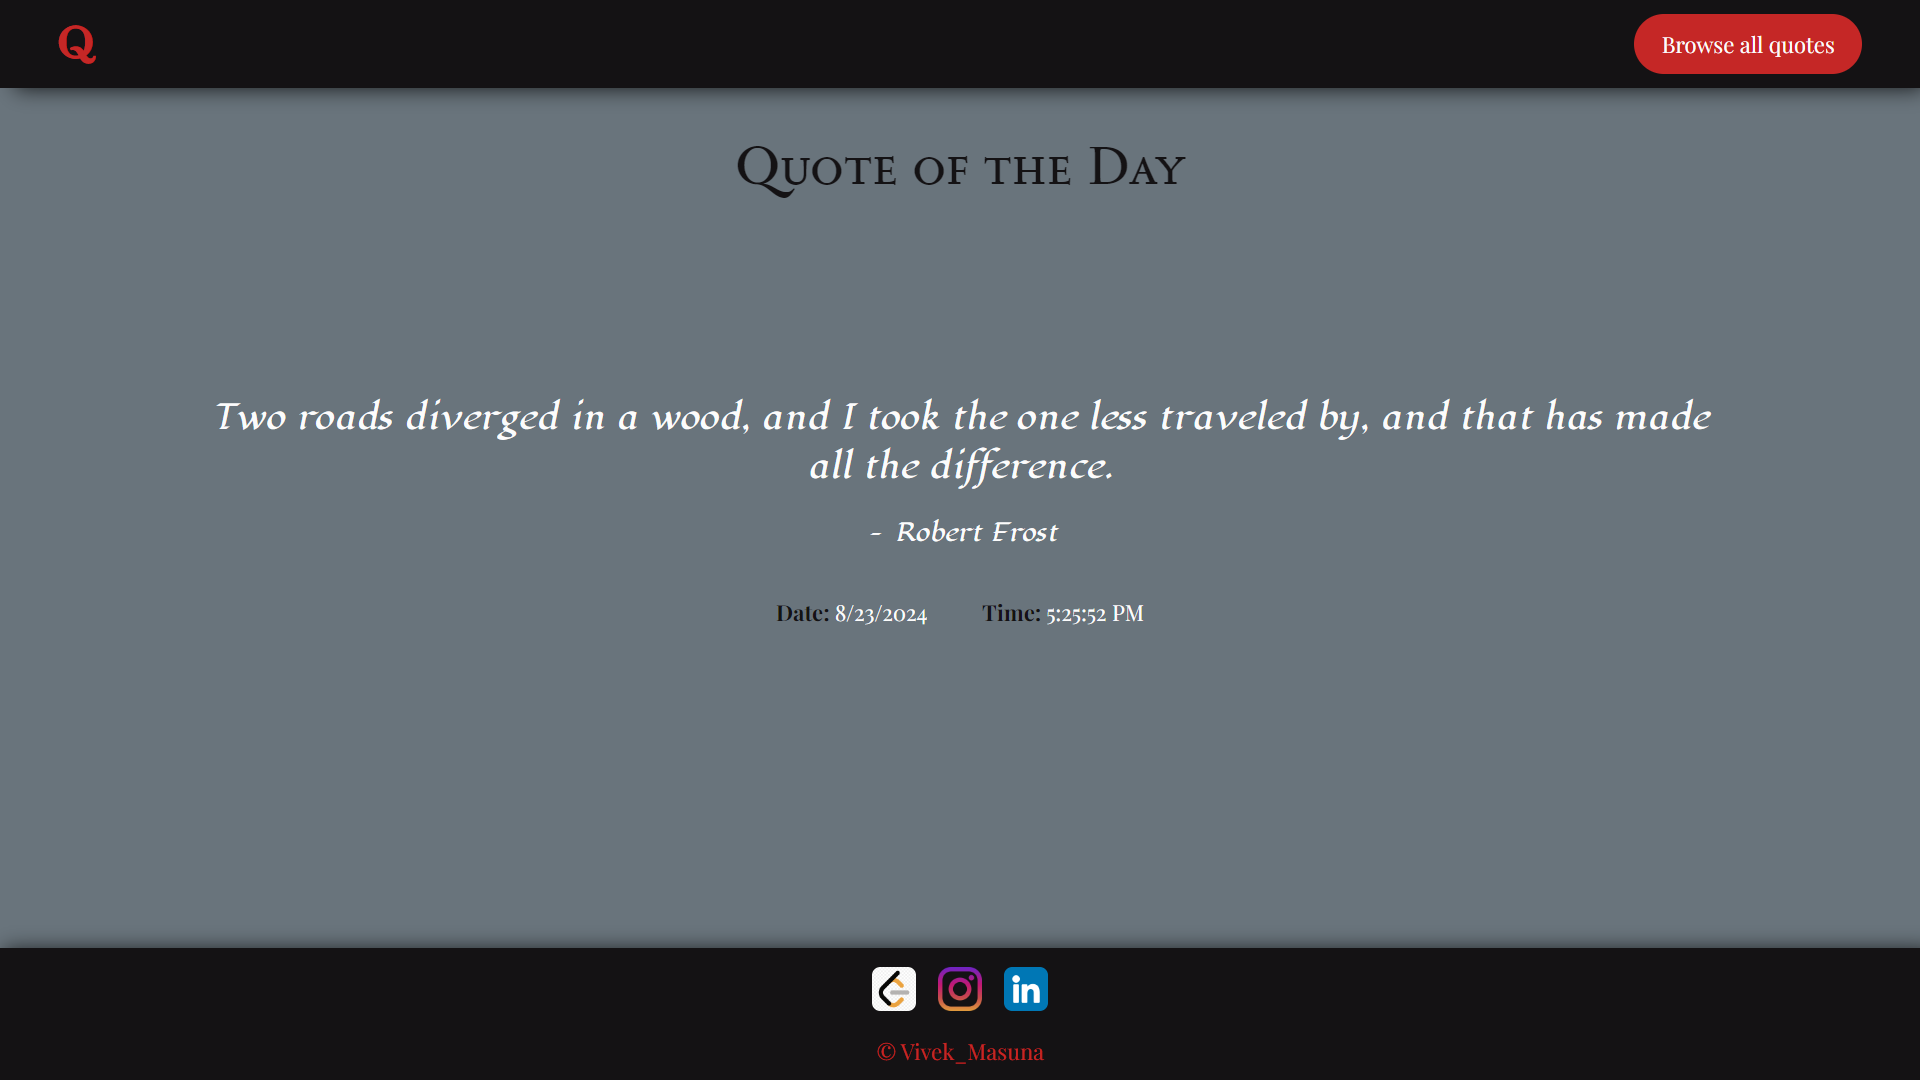 Q
Browse all quotes
Quote of the Day
Two roads diverged in a wood, and I took the one less traveled by, and that has made
all the difference.
- Robert Frost
Date: 8/23/2024 Time: 5:25:52 PM
in
© Vivek_Masuna